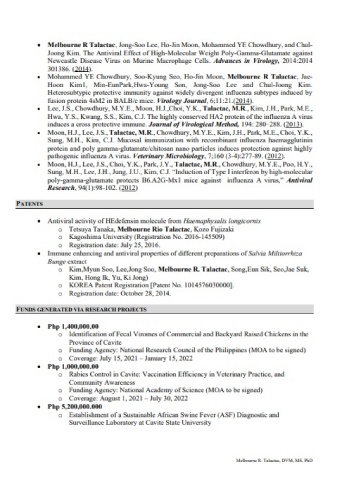 • Melbourne R Talactac, Jong-Soo Lee, Ho-Jin Moon, Mohammed YE Chowdhury, and Chul-
Joong Kim. The Antiviral Effect of High-Molecular Weight Poly-Gamma-Glutamate against
Newcastle Disease Virus on Murine Macrophage Cells. Advances in Virology, 2014:2014
301386. (2014).
• Mohammed YE Chowdhury, Soo-Kyung Seo, Ho-Jin Moon, Melbourne R Talactac, Jae-
Hoon Kim1, Min-EunPark,Hwa-Young Son, Jong-Soo Lee and Chul-Joong Kim.
Heterosubtypic protective immunity against widely divergent influenza subtypes induced by
fusion protein 4sM2 in BALB/c mice. Virology Journal. 6;11:21.(2014).
• Lee, J.S., Chowdhury, M.Y.E., Moon, H.J.,Choi, Y.K., Talactac, M.R., Kim, J.H., Park, M.E.,
Hwa, Y.S., Kwang, S.S., Kim, C.J. The highly conserved HA2 protein of the influenza A virus
induces a cross protective immune. Journal of Virological Method, 194: 280–288. (2013).
• Moon, H.J., Lee, J.S., Talactac, M.R., Chowdhury, M.Y.E., Kim, J.H., Park, M.E., Choi, Y.K.,
Sung, M.H., Kim, C.J. Mucosal immunization with recombinant influenza haemagglutinin
protein and poly gamma-glutamate/chitosan nano particles induces protection against highly
pathogenic influenza A virus. Veterinary Microbiology. 7;160 (3-4):277-89. (2012).
• Moon, H.J., Lee, J.S., Choi, Y.K., Park, J.Y., Talactac, M.R., Chowdhury, M.Y.E., Poo, H.Y.,
Sung, M.H., Lee, J.H., Jung, J.U., Kim, C.J. “Induction of Type I interferon by high-molecular
poly-gamma-glutamate protects B6.A2G-Mx1 mice against influenza A virus,” Antiviral
Research, 94(1):98-102. (2012)
PATENTS
• Antiviral activity of HEdefensin molecule from Haemaphysalis longicornis
o Tetsuya Tanaka, Melbourne Rio Talactac, Kozo Fujizaki
o Kagoshima University (Registration No. 2016-145509)
o Registration date: July 25, 2016.
• Immune enhancing and antiviral properties of different preparations of Salvia Miltiorrhiza
Bunge extract
o Kim,Myun Soo, Lee,Jong Soo, Melbourne R. Talactac, Song,Eun Sik, Seo,Jae Suk,
Kim, Hong Ik, Yu, Ki Jong)
o KOREA Patent Registration [Patent No. 1014576030000].
o Registration date: October 28, 2014.
FUNDS GENERATED VIA RESEARCH PROJECTS
• Php 1,400,000.00
o Identification of Fecal Viromes of Commercial and Backyard Raised Chickens in the
Province of Cavite
o Funding Agency: National Research Council of the Philippines (MOA to be signed)
o Coverage: July 15, 2021 – January 15, 2022
• Php 1,000,000.00
o Rabies Control in Cavite: Vaccination Efficiency in Veterinary Practice, and
Community Awareness
o Funding Agency: National Academy of Science (MOA to be signed)
o Coverage: August 1, 2021 – July 30, 2022
• Php 5,200,000.000
o Establishment of a Sustainable African Swine Fever (ASF) Diagnostic and
Surveillance Laboratory at Cavite State University
Melbourne R. Talactac, DVM, MS, PhD